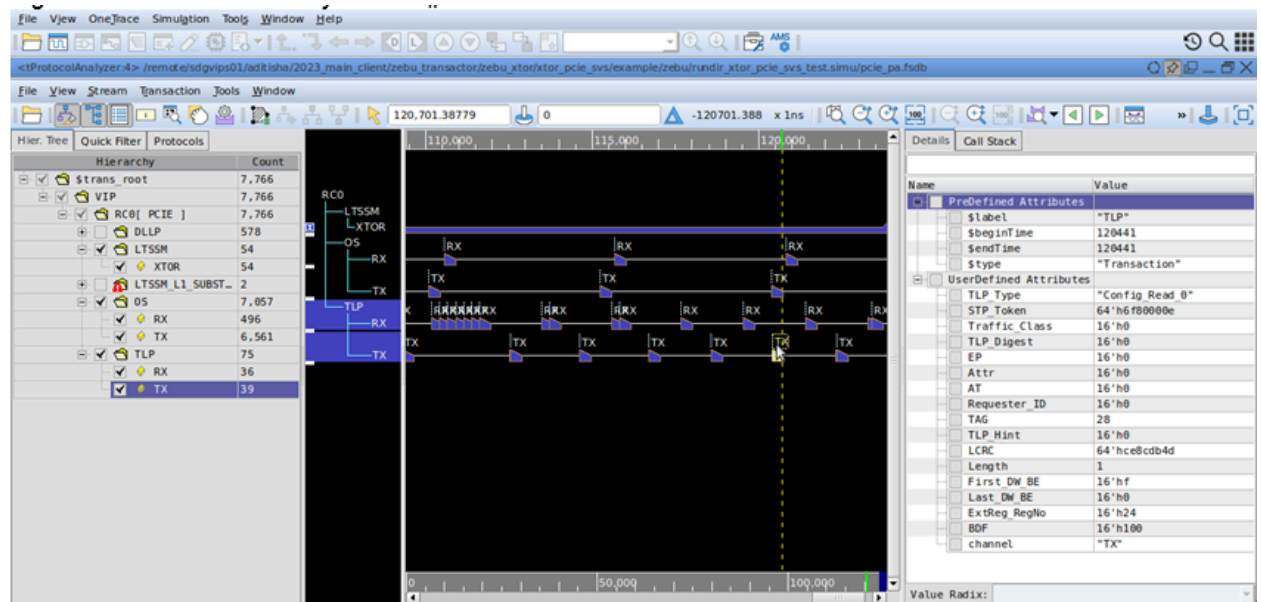 File View OneTrace Simulation Tools Window Help
<tProtocolAnalyzer:4> /remote/sdgvips01/aditisha/2023_main_client/zebu_transactor/zebu_xtor/xtor_pcie_svs/example/zebu/rundir_xtor_pcie_svs_test.simu/pcie_pa.fsdb
File View Stream Transaction Tools Window
120,701.38779 0 -120701.388 x 1ns
Hier. Tree Quick Filter Protocols
Hierarchy Count
$trans_root 7,766
VIP 7,766
RC0[ PCIE ] 7,766
DLLP 578
LTSSM 54
XTOR 54
LTSSM_L1_SUBST… 2
OS 7,057
RX 496
TX 6,561
TLP 75
RX 36
TX 39
110,000 115,000 120,000
RC0
LTSSM
XTOR
OS
RX RX RX RX
TX TX TX TX
TLP
RX RX RX RX RX
TX TX TX TX TX TX TX TX
0 50,000 100,000
Details Call Stack
Name Value
PreDefined Attributes
$label "TLP"
$beginTime 120441
$endTime 120441
$type "Transaction"
UserDefined Attributes
TLP_Type "Config_Read_0"
STP_Token 64'h6f80000e
Traffic_Class 16'h0
TLP_Digest 16'h0
EP 16'h0
Attr 16'h0
AT 16'h0
Requester_ID 16'h0
TAG 28
TLP_Hint 16'h0
LCRC 64'hce8cdb4d
Length 1
First_DW_BE 16'hf
Last_DW_BE 16'h0
ExtReg_RegNo 16'h24
BDF 16'h100
channel "TX"
Value Radix: